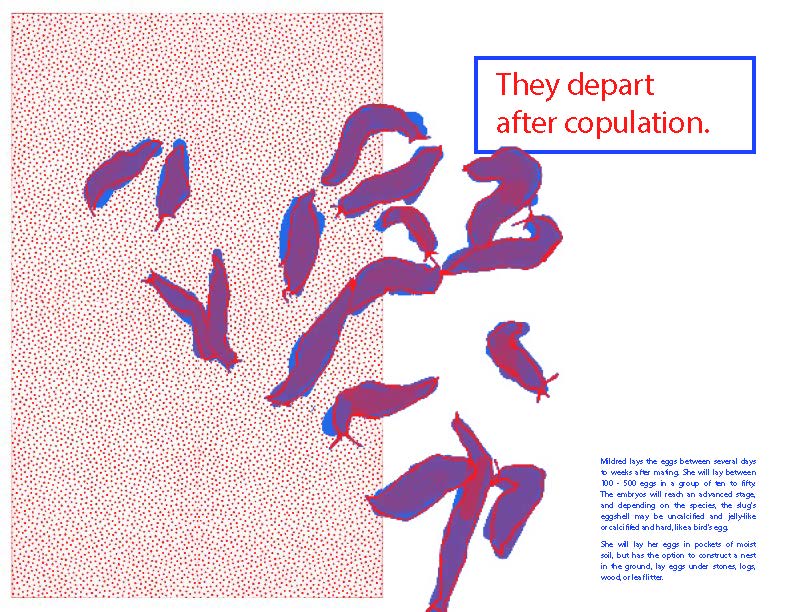 They depart
after copulation.
Mildred lays the eggs between several days
to weeks after mating. She will lay between
100 - 500 eggs in a group of ten to fifty.
The embryos will reach an advanced stage,
and depending on the species, the slug's
eggshell may be uncalcified and jelly-like
or calcififed and hard, like a bird's egg.
She will lay her eggs in pockets of moist
soil, but has the option to construct a nest
in the ground, lay eggs under stones, logs,
wood, or leaf litter.